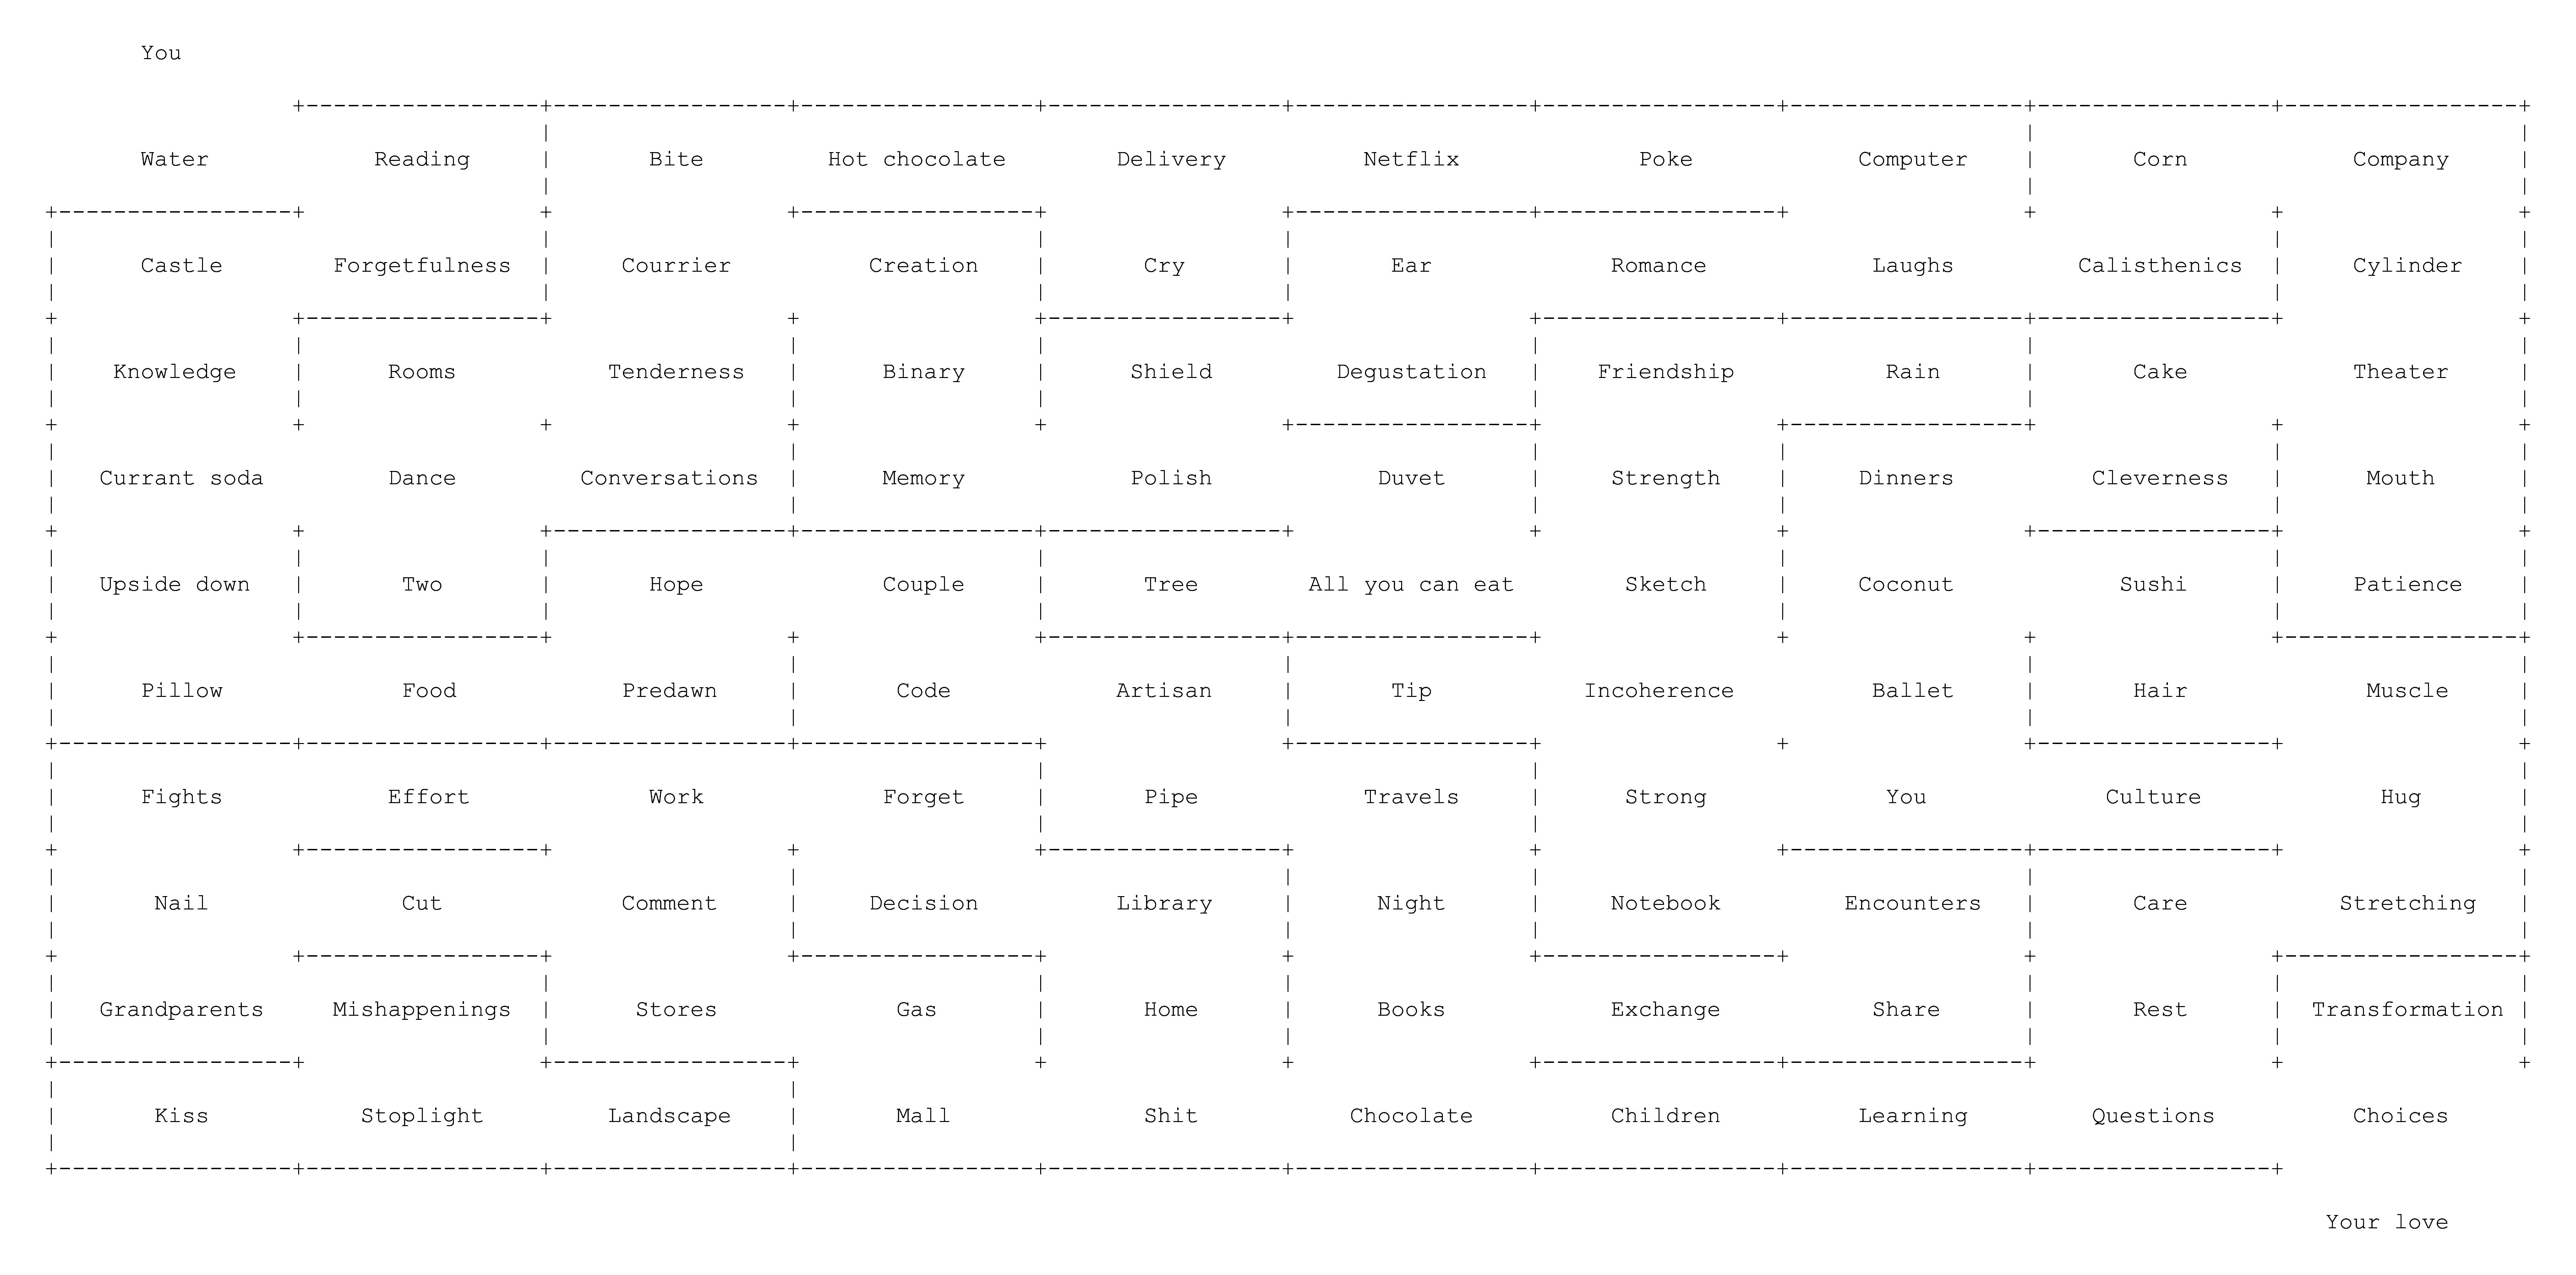 You
Water Reading Bite Hot chocolate Delivery Netflix Poke Computer Corn Company
Castle Forgetfulness Courrier Creation Cry Ear Romance Laughs Calisthenics Cylinder
Knowledge Rooms Tenderness Binary Shield Degustation Friendship Rain Cake Theater
Currant soda Dance Conversations Memory Polish Duvet Strength Dinners Cleverness Mouth
Upside down Two Hope Couple Tree All you can eat Sketch Coconut Sushi Patience
Pillow Food Predawn Code Artisan Tip Incoherence Ballet Hair Muscle
Fights Effort Work Forget Pipe Travels Strong You Culture Hug
Nail Cut Comment Decision Library Night Notebook Encounters Care Stretching
Grandparents Mishappenings Stores Gas Home Books Exchange Share Rest Transformation
Kiss Stoplight Landscape Mall Shit Chocolate Children Learning Questions Choices
Your love